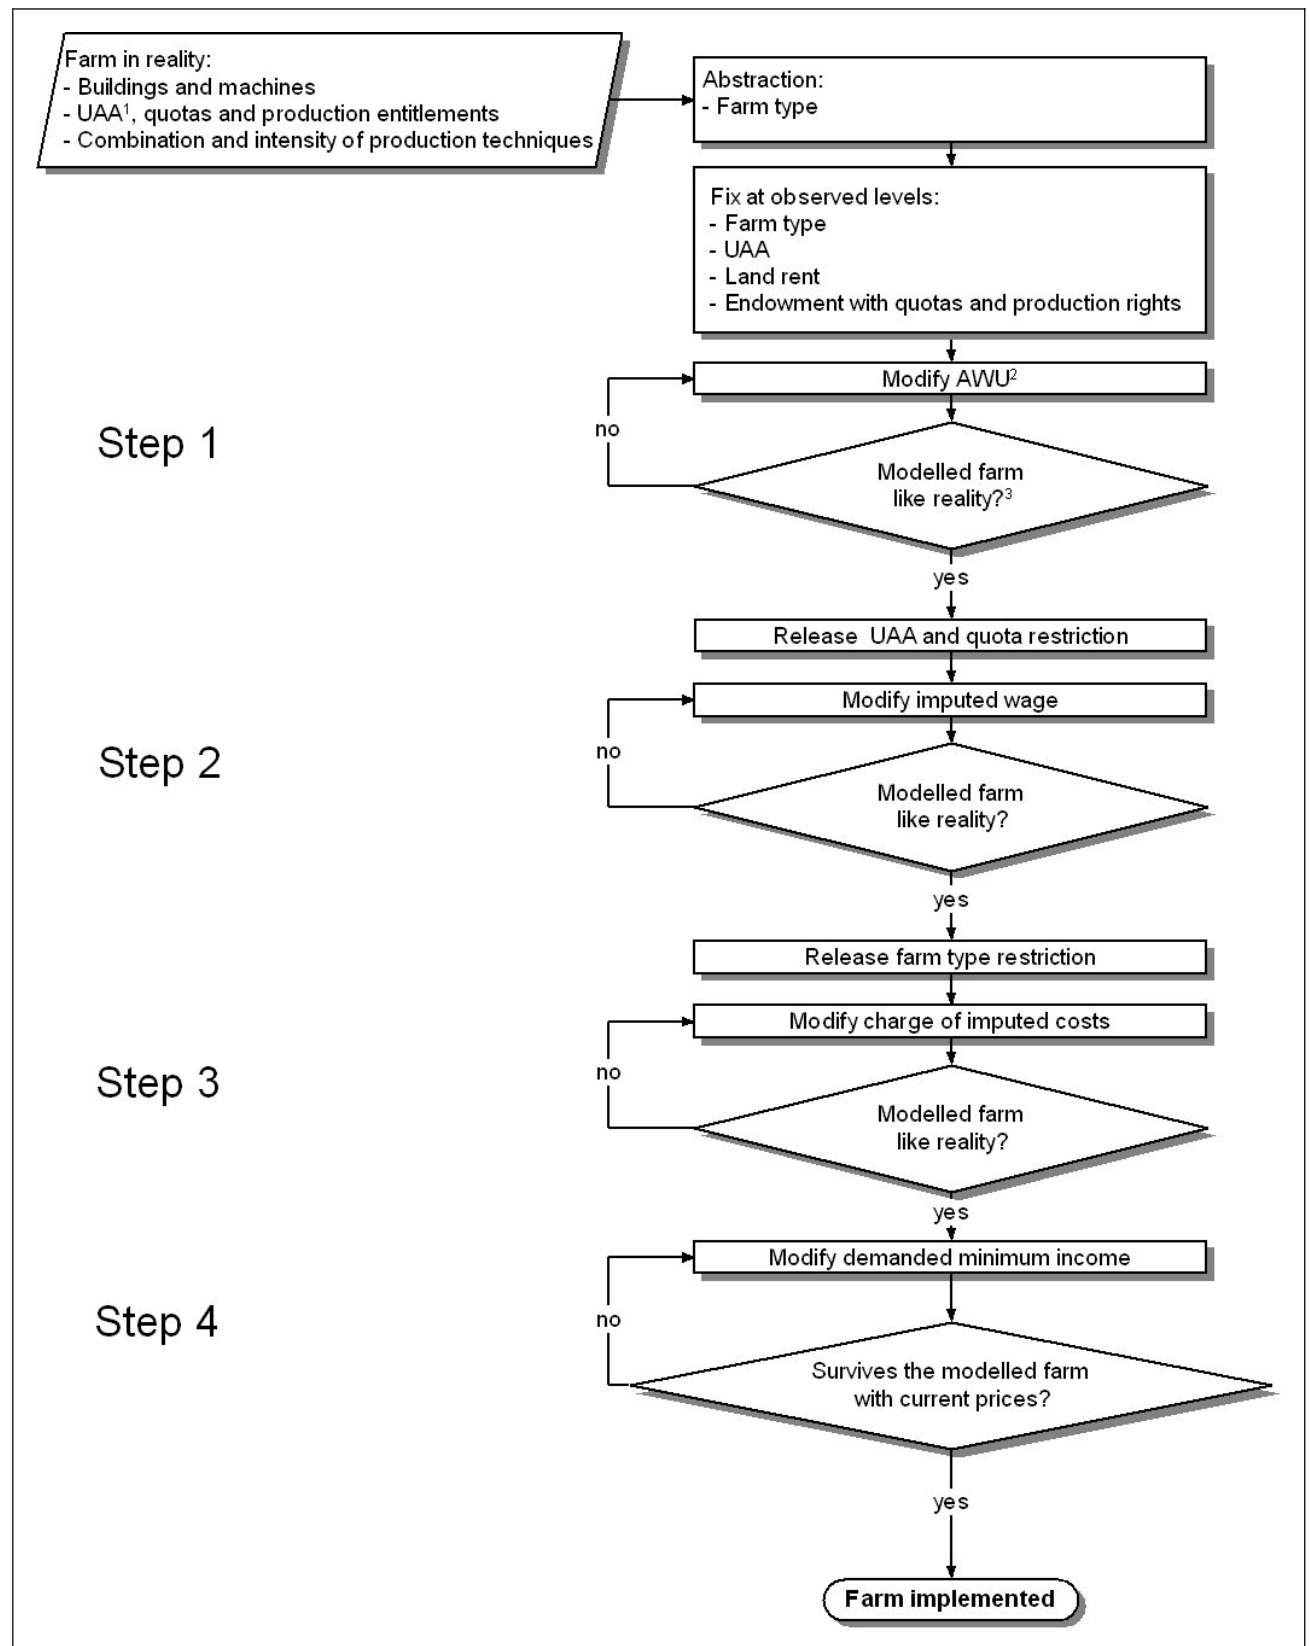 Farm in reality:
- Buildings and machines
- UAA¹, quotas and production entitlements
- Combination and intensity of production techniques
Abstraction:
- Farm type
Fix at observed levels:
- Farm type
- UAA
- Land rent
- Endowment with quotas and production rights
Step 1
Modify AWU²
no
Modelled farm
like reality?³
yes
Release UAA and quota restriction
Step 2
Modify imputed wage
no
Modelled farm
like reality?
yes
Release farm type restriction
Step 3
Modify charge of imputed costs
no
Modelled farm
like reality?
yes
Step 4
Modify demanded minimum income
no
Survives the modelled farm
with current prices?
yes
Farm implemented